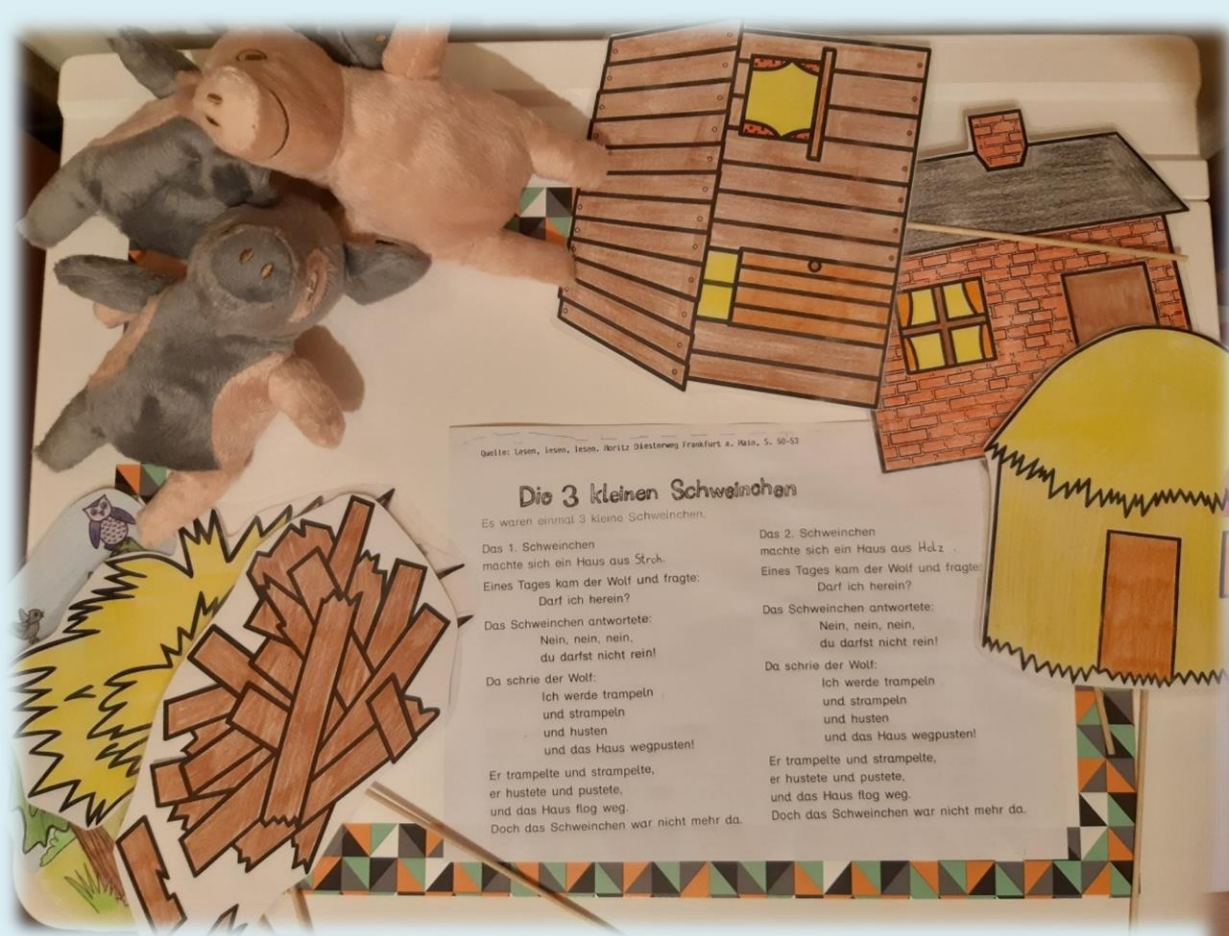 Quelle: Lesen, lesen, lesen, Moritz Diesterweg Frankfurt a. Main, S. 50-53
Die 3 kleinen Schweinchen
Es waren einmal 3 kleine Schweinchen.
Das 1. Schweinchen
machte sich ein Haus aus Stroh.
Eines Tages kam der Wolf und fragte:
Darf ich herein?
Das Schweinchen antwortete:
Nein, nein, nein,
du darfst nicht rein!
Da schrie der Wolf:
Ich werde trampeln
und strampeln
und husten
und das Haus wegpusten!
Er trampelte und strampelte,
er hustete und pustete,
und das Haus flog weg.
Doch das Schweinchen war nicht mehr da.
Das 2. Schweinchen
machte sich ein Haus aus Holz .
Eines Tages kam der Wolf und fragte:
Darf ich herein?
Das Schweinchen antwortete:
Nein, nein, nein,
du darfst nicht rein!
Da schrie der Wolf:
Ich werde trampeln
und strampeln
und husten
und das Haus wegpusten!
Er trampelte und strampelte,
er hustete und pustete,
und das Haus flog weg.
Doch das Schweinchen war nicht mehr da.